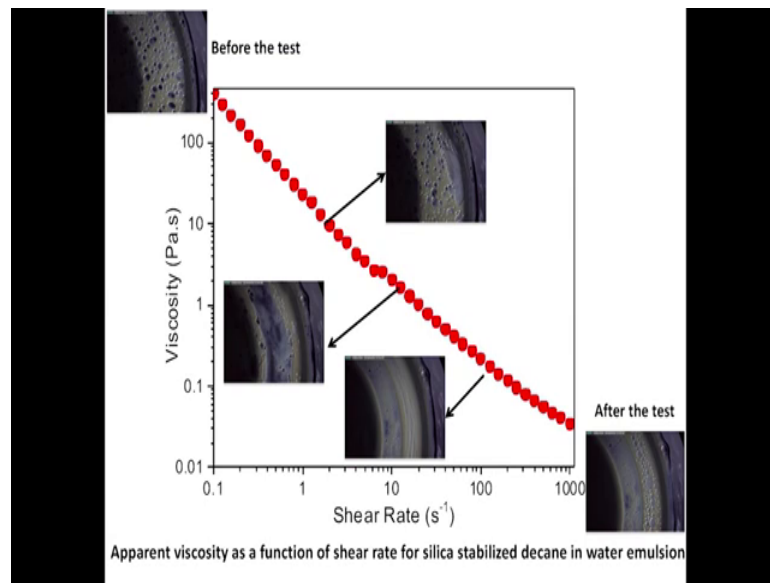 Before the test
100
10
1
0.1
0.01
Viscosity (Pa.s)
0.1 1 10 100 1000
Shear Rate (s⁻¹)
After the test
Apparent viscosity as a function of shear rate for silica stabilized decane in water emulsion